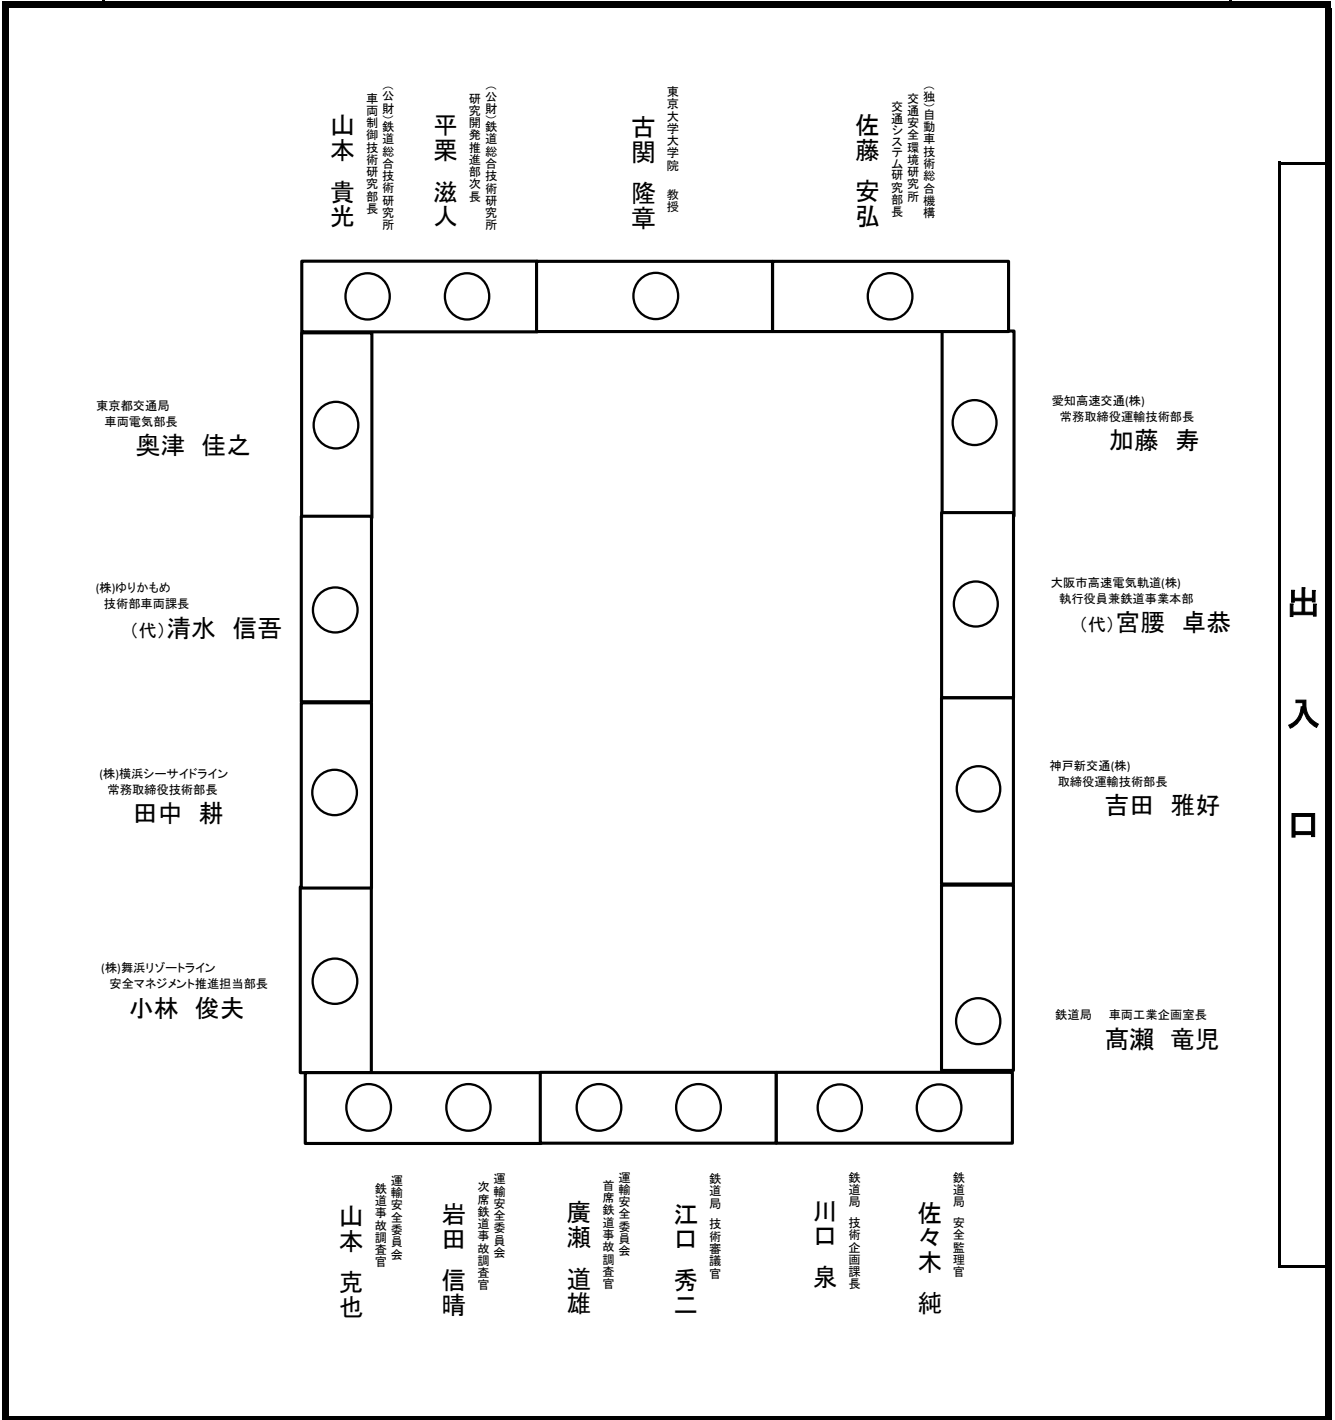 (公財)鉄道総合技術研究所
車両制御技術研究部長
山本 貴光
(公財)鉄道総合技術研究所
研究開発推進部次長
平栗 滋人
東京大学大学院 教授
古関 隆章
(独)自動車技術総合機構
交通安全環境研究所
交通システム研究部長
佐藤 安弘
東京都交通局
車両電気部長
奥津 佳之
(株)ゆりかもめ
技術部車両課長
(代)清水 信吾
(株)横浜シーサイドライン
常務取締役技術部長
田中 耕
(株)舞浜リゾートライン
安全マネジメント推進担当部長
小林 俊夫
愛知高速交通(株)
常務取締役運輸技術部長
加藤 寿
大阪市高速電気軌道(株)
執行役員兼鉄道事業本部
(代)宮腰 卓恭
神戸新交通(株)
取締役運輸技術部長
吉田 雅好
鉄道局 車両工業企画室長
髙瀨 竜児
出入口
運輸安全委員会
鉄道事故調査官
山本 克也
運輸安全委員会
次席鉄道事故調査官
岩田 信晴
運輸安全委員会
首席鉄道事故調査官
廣瀬 道雄
鉄道局 技術審議官
江口 秀二
鉄道局 技術企画課長
川口 泉
鉄道局 安全監理官
佐々木 純